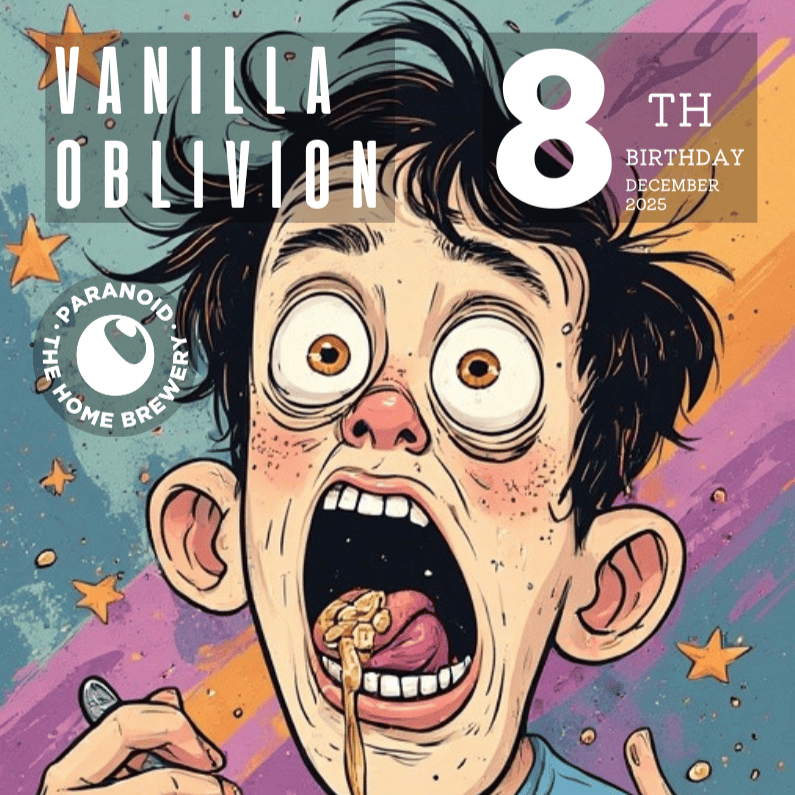 VANILLA
OBLIVION
8
TH
BIRTHDAY
DECEMBER
2025
· PARANOID ·
THE HOME BREWERY